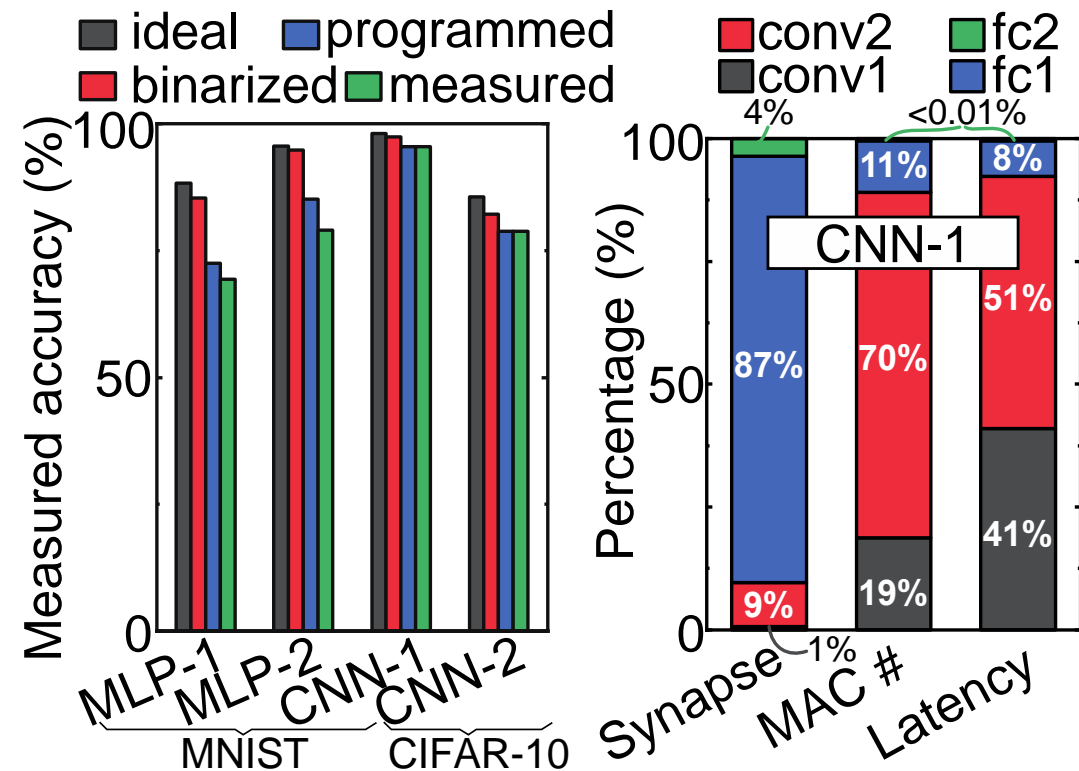 ideal programmed
binarized measured
Measured accuracy (%)
100
50
0
MLP-1
MLP-2
CNN-1
CNN-2
MNIST CIFAR-10
conv2 fc2
conv1 fc1
4% <0.01%
Percentage (%)
100
50
0
11% 8%
CNN-1
51%
87% 70%
41%
9% 19%
1%
Synapse
MAC #
Latency